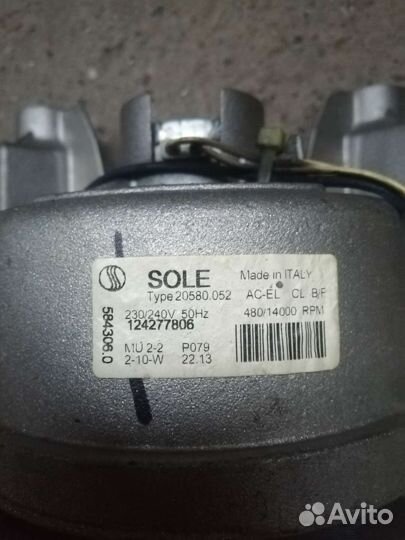 SOLE
Made in ITALY
Type 20580.052 AC-EL CL B/F
230/240V 50Hz 480/14000 RPM
124277806
MU 2-2 P079
2-10-W 22.13
584306.0
Avito